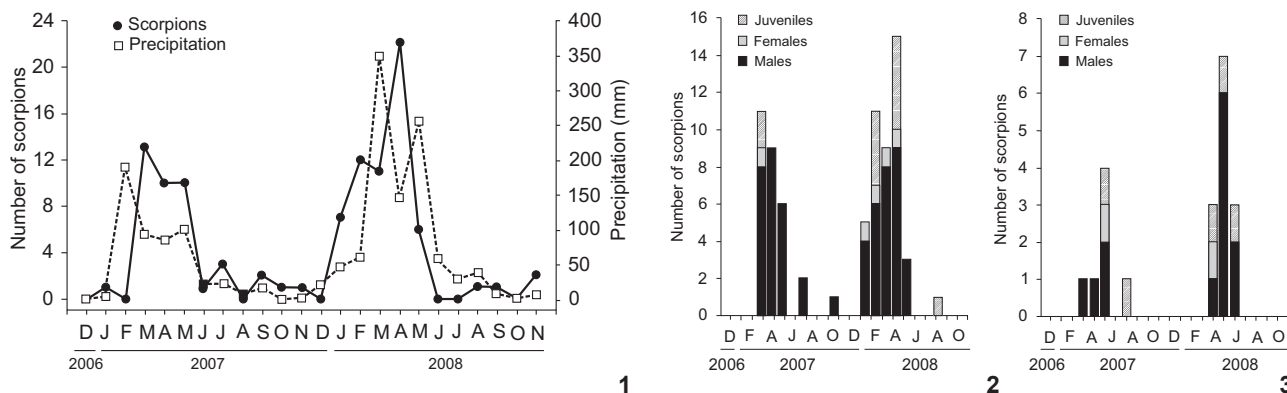 24
20
16
12
8
4
0
Number of scorpions
Scorpions
Precipitation
400
350
300
250
200
150
100
50
0
Precipitation (mm)
D J F M A M J J A S O N D J F M A M J J A S O N
2006 2007 2008
1
16
14
12
10
8
6
4
2
0
Number of scorpions
Juveniles
Females
Males
D F A J A O D F A J A O
2006 2007 2008
2
8
7
6
5
4
3
2
1
0
Number of scorpions
Juveniles
Females
Males
D F A J A O D F A J A O
2006 2007 2008
3